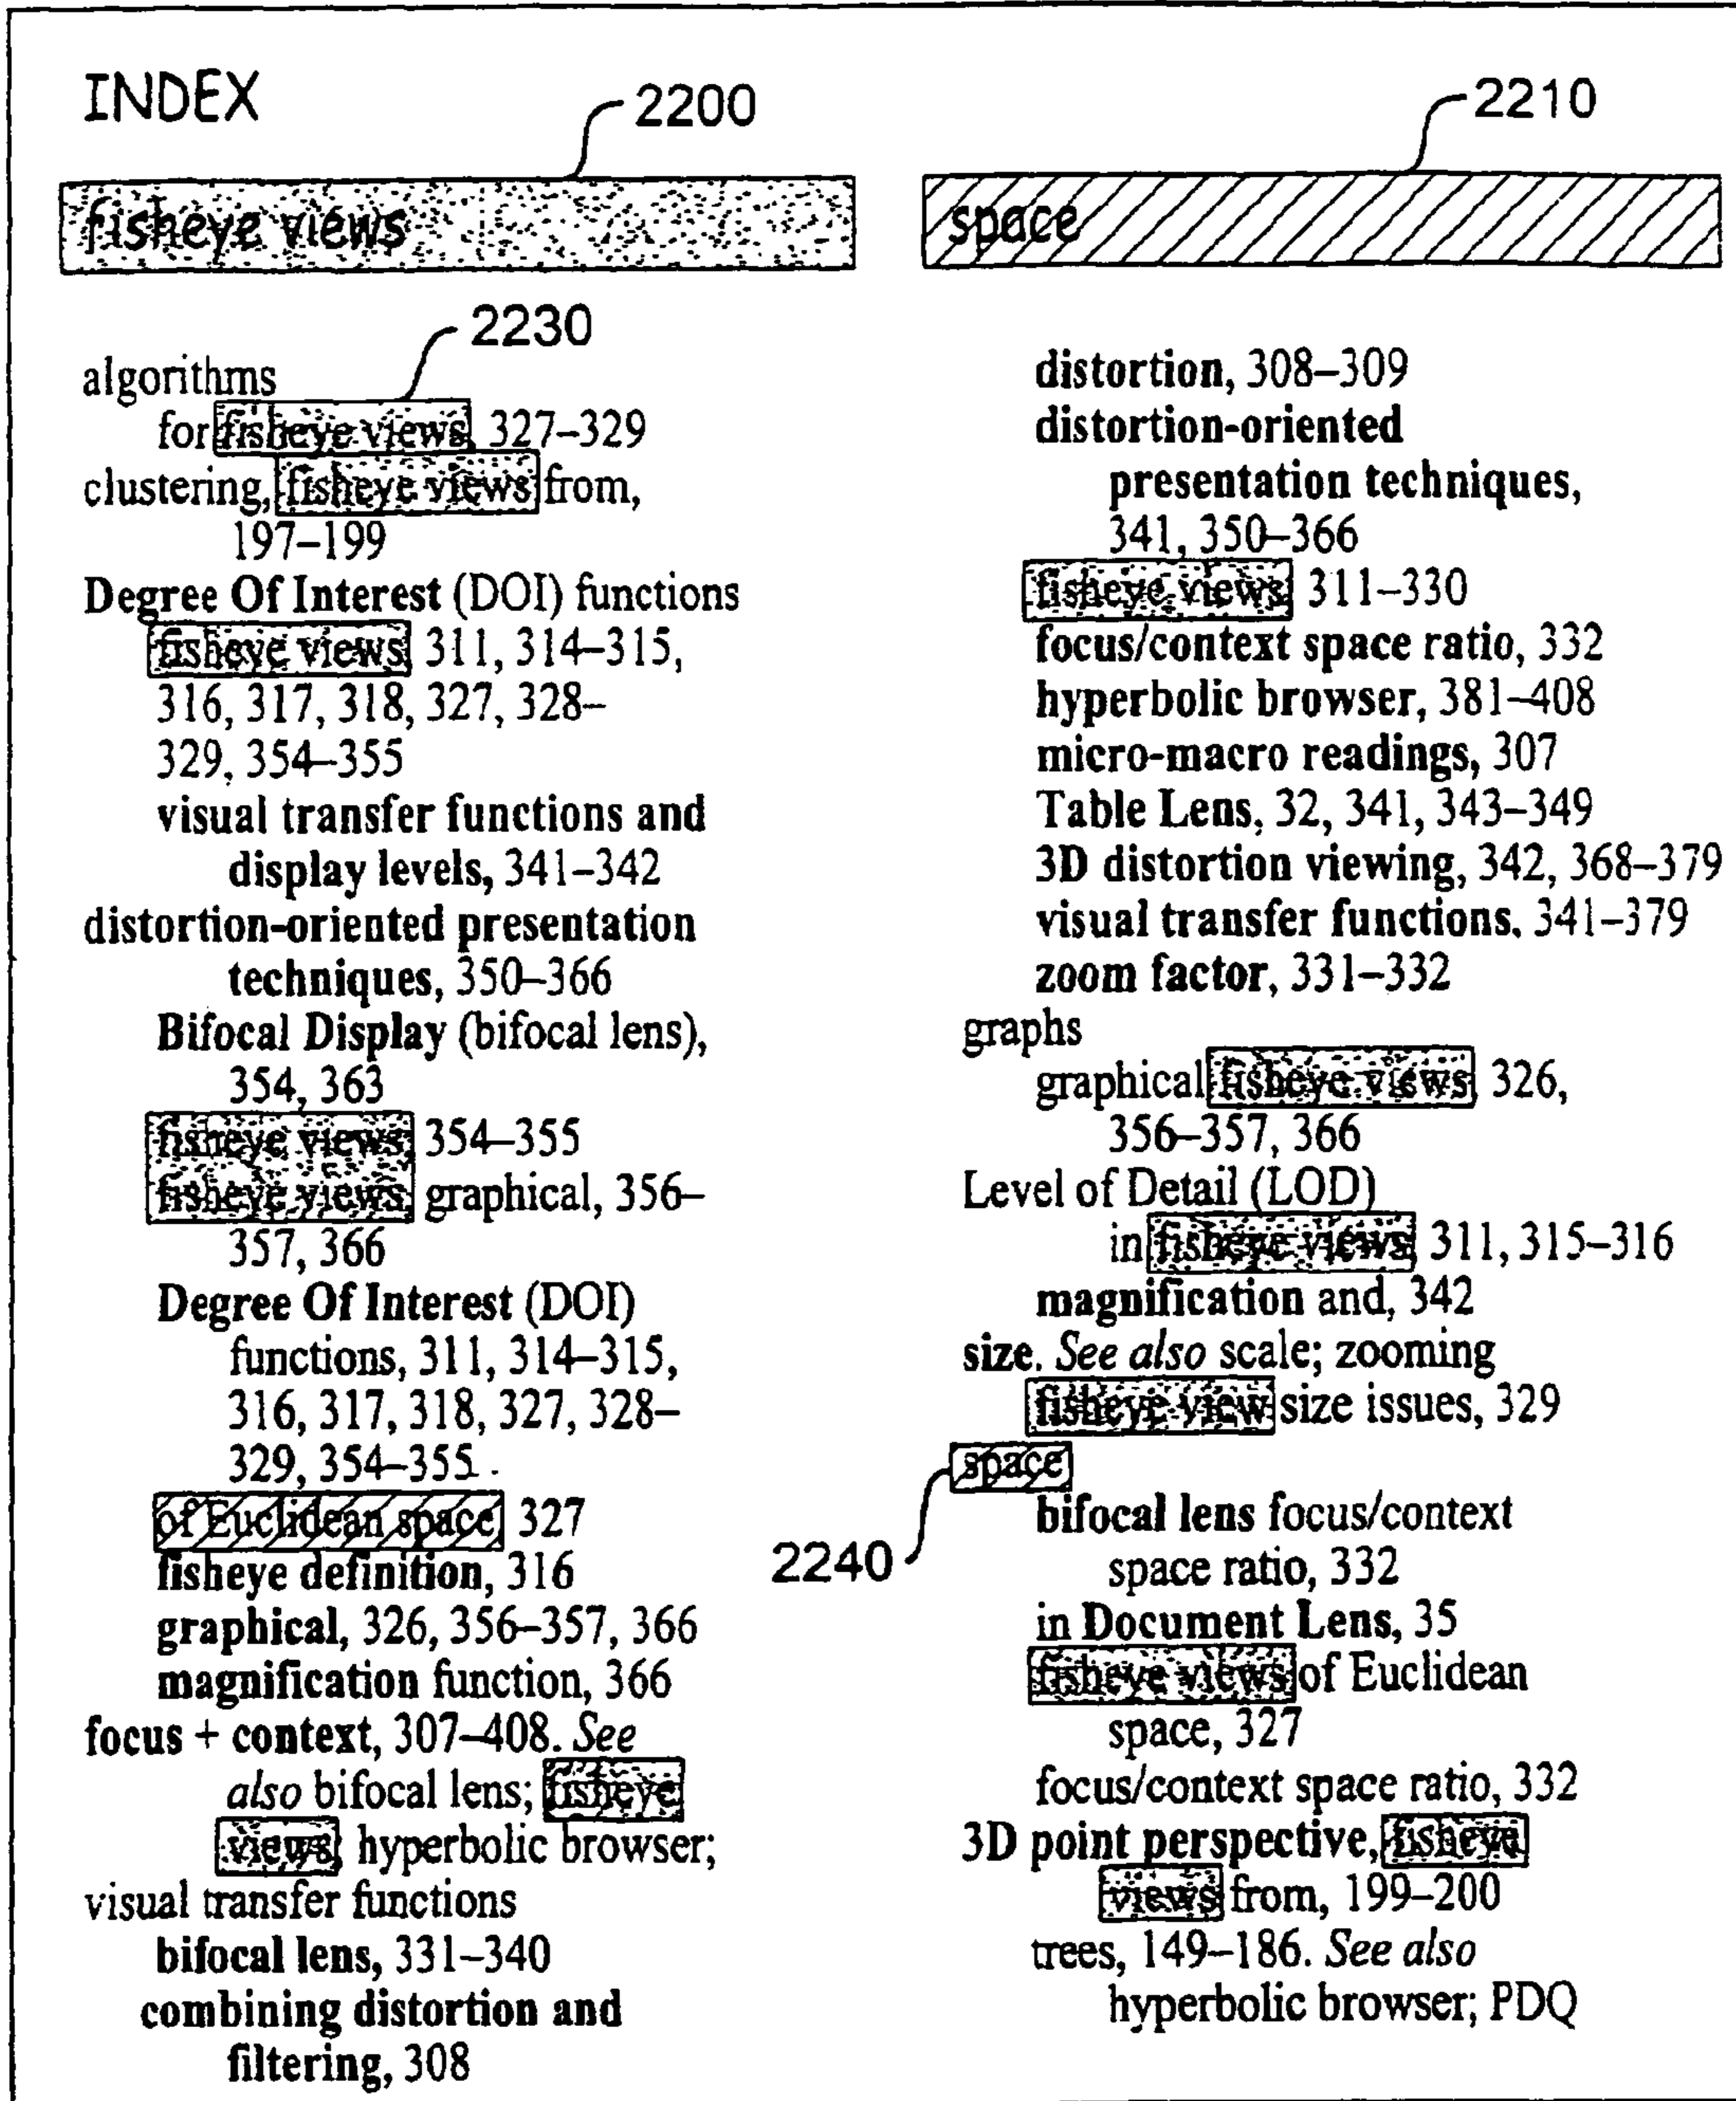 INDEX
2200
2210
fisheye views
space
2230
algorithms
for fisheye views, 327–329
clustering, fisheye views from,
197–199
Degree Of Interest (DOI) functions
fisheye views, 311, 314–315,
316, 317, 318, 327, 328–
329, 354–355
visual transfer functions and
display levels, 341–342
distortion-oriented presentation
techniques, 350–366
Bifocal Display (bifocal lens),
354, 363
fisheye views, 354–355
fisheye views, graphical, 356–
357, 366
Degree Of Interest (DOI)
functions, 311, 314–315,
316, 317, 318, 327, 328–
329, 354–355
of Euclidean space, 327
fisheye definition, 316
graphical, 326, 356–357, 366
magnification function, 366
focus + context, 307–408. See
also bifocal lens; fisheye
views, hyperbolic browser;
visual transfer functions
bifocal lens, 331–340
combining distortion and
filtering, 308
distortion, 308–309
distortion-oriented
presentation techniques,
341, 350–366
fisheye views, 311–330
focus/context space ratio, 332
hyperbolic browser, 381–408
micro-macro readings, 307
Table Lens, 32, 341, 343–349
3D distortion viewing, 342, 368–379
visual transfer functions, 341–379
zoom factor, 331–332
graphs
graphical fisheye views, 326,
356–357, 366
Level of Detail (LOD)
in fisheye views, 311, 315–316
magnification and, 342
size. See also scale; zooming
fisheye view size issues, 329
space
2240
bifocal lens focus/context
space ratio, 332
in Document Lens, 35
fisheye views of Euclidean
space, 327
focus/context space ratio, 332
3D point perspective, fisheye
views from, 199–200
trees, 149–186. See also
hyperbolic browser; PDQ